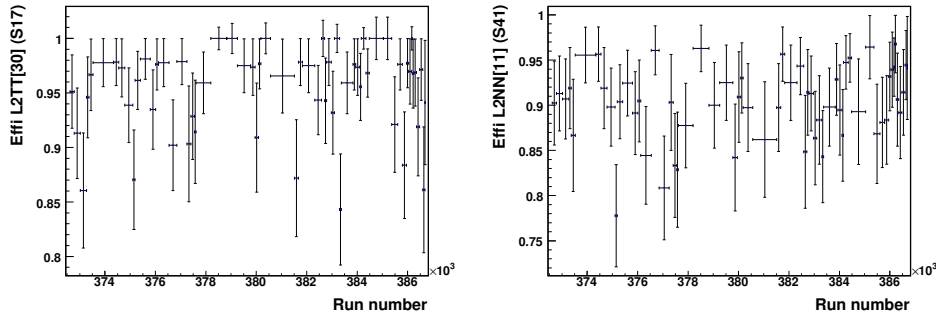 Effi L2TT[30] (S17)
1
0.95
0.9
0.85
0.8
374 376 378 380 382 384 386
×10³
Run number
Effi L2NN[11] (S41)
1
0.95
0.9
0.85
0.8
0.75
374 376 378 380 382 384 386
×10³
Run number